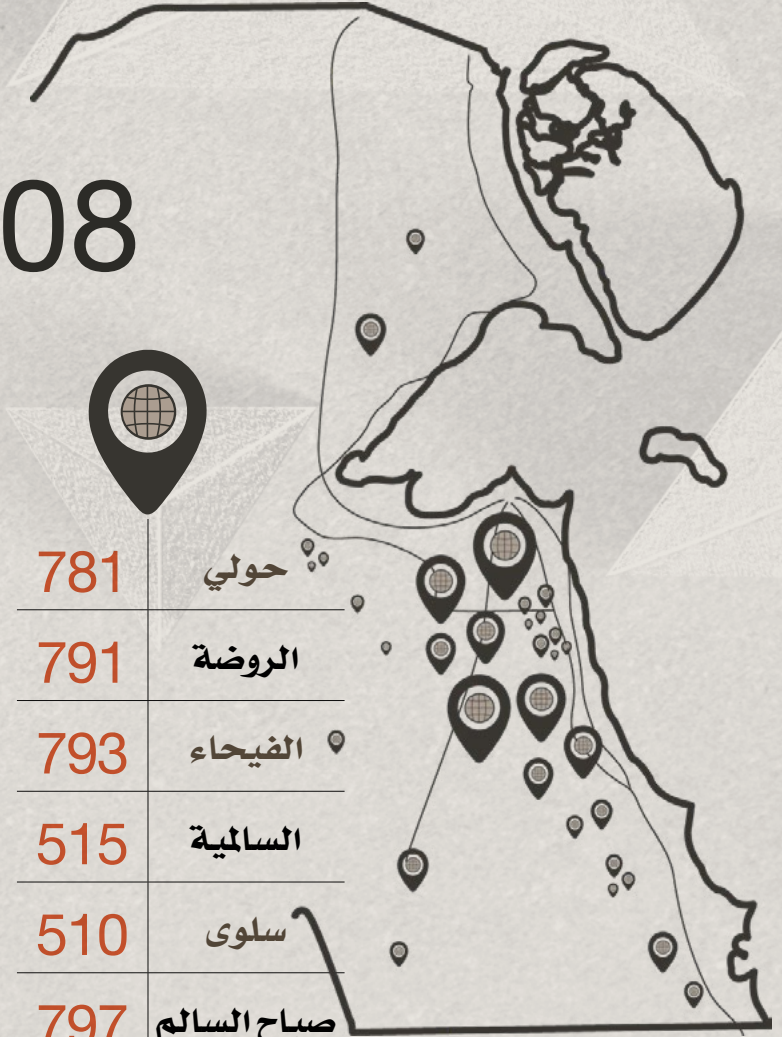 08
حولي 781
الروضة 791
الفيحاء 793
السالمية 515
سلوى 510
صباح السالم 797